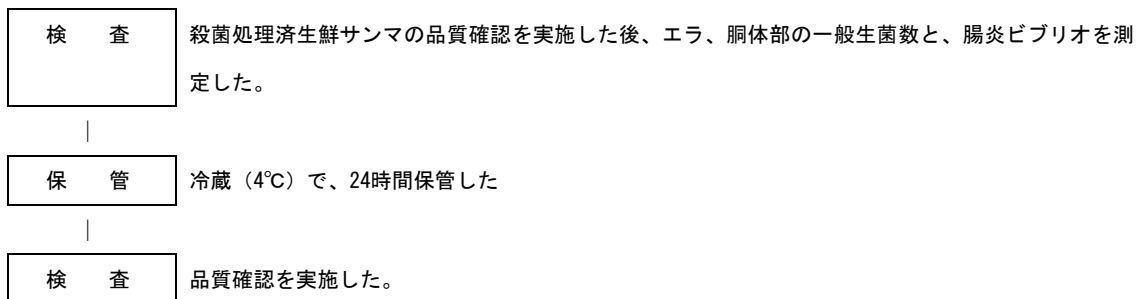 検　査　殺菌処理済生鮮サンマの品質確認を実施した後、エラ、胴体部の一般生菌数と、腸炎ビブリオを測
定した。
保　管　冷蔵（4℃）で、24時間保管した
検　査　品質確認を実施した。